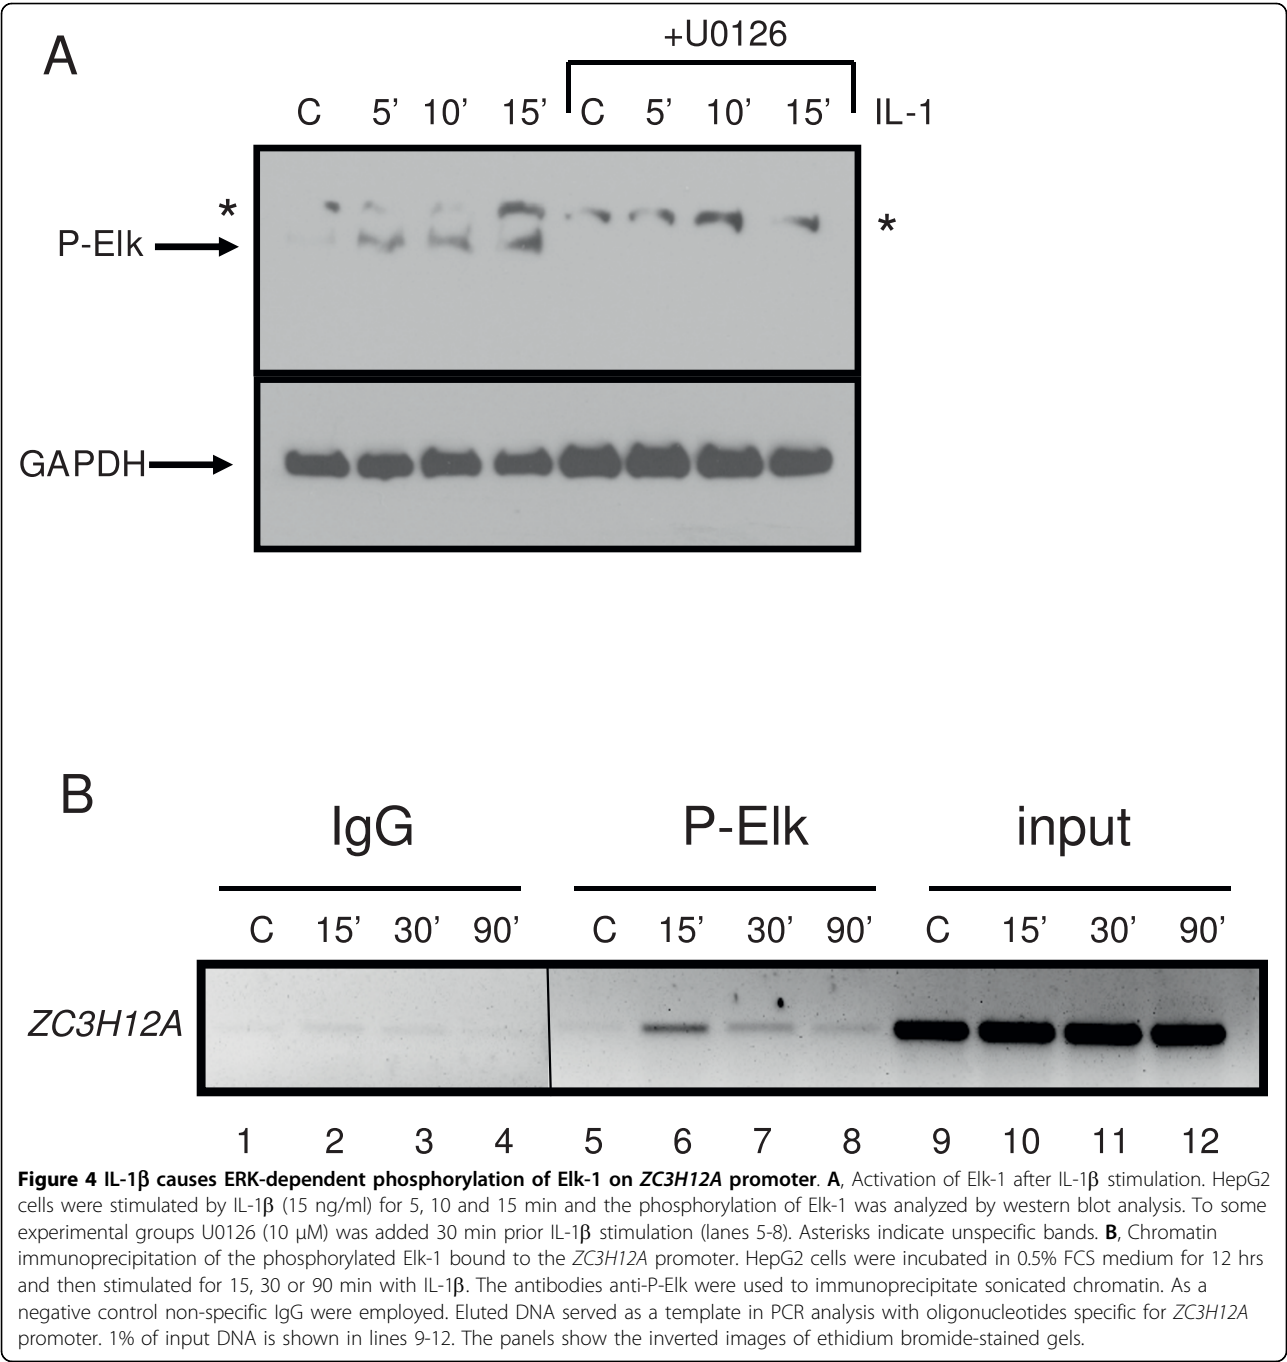 A
+U0126
C 5’ 10’ 15’ C 5’ 10’ 15’ IL-1
*
*
P-Elk
GAPDH
B
IgG P-Elk input
C 15’ 30’ 90’ C 15’ 30’ 90’ C 15’ 30’ 90’
ZC3H12A
1 2 3 4 5 6 7 8 9 10 11 12
Figure 4 IL-1β causes ERK-dependent phosphorylation of Elk-1 on ZC3H12A promoter. A, Activation of Elk-1 after IL-1β stimulation. HepG2
cells were stimulated by IL-1β (15 ng/ml) for 5, 10 and 15 min and the phosphorylation of Elk-1 was analyzed by western blot analysis. To some
experimental groups U0126 (10 μM) was added 30 min prior IL-1β stimulation (lanes 5-8). Asterisks indicate unspecific bands. B, Chromatin
immunoprecipitation of the phosphorylated Elk-1 bound to the ZC3H12A promoter. HepG2 cells were incubated in 0.5% FCS medium for 12 hrs
and then stimulated for 15, 30 or 90 min with IL-1β. The antibodies anti-P-Elk were used to immunoprecipitate sonicated chromatin. As a
negative control non-specific IgG were employed. Eluted DNA served as a template in PCR analysis with oligonucleotides specific for ZC3H12A
promoter. 1% of input DNA is shown in lines 9-12. The panels show the inverted images of ethidium bromide-stained gels.